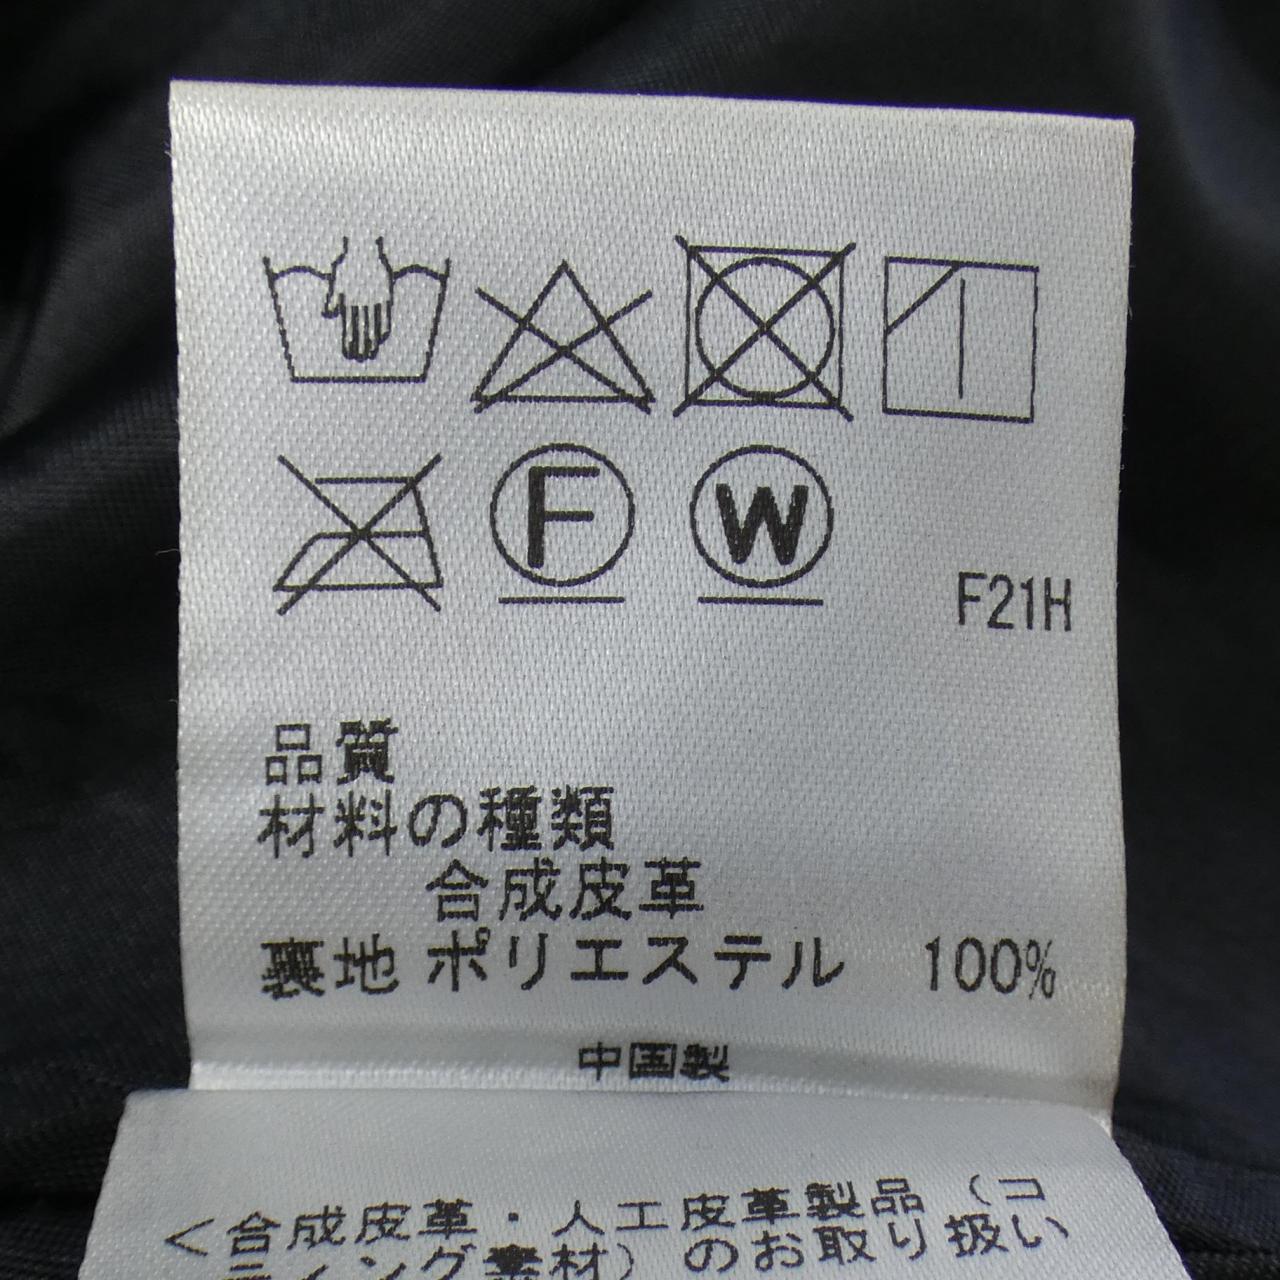 F
W
F21H
品質
材料の種類
合成皮革
裏地 ポリエステル 100%
中国製
<合成皮革・人工皮革製品(コ
ーティング素材)のお取り扱い